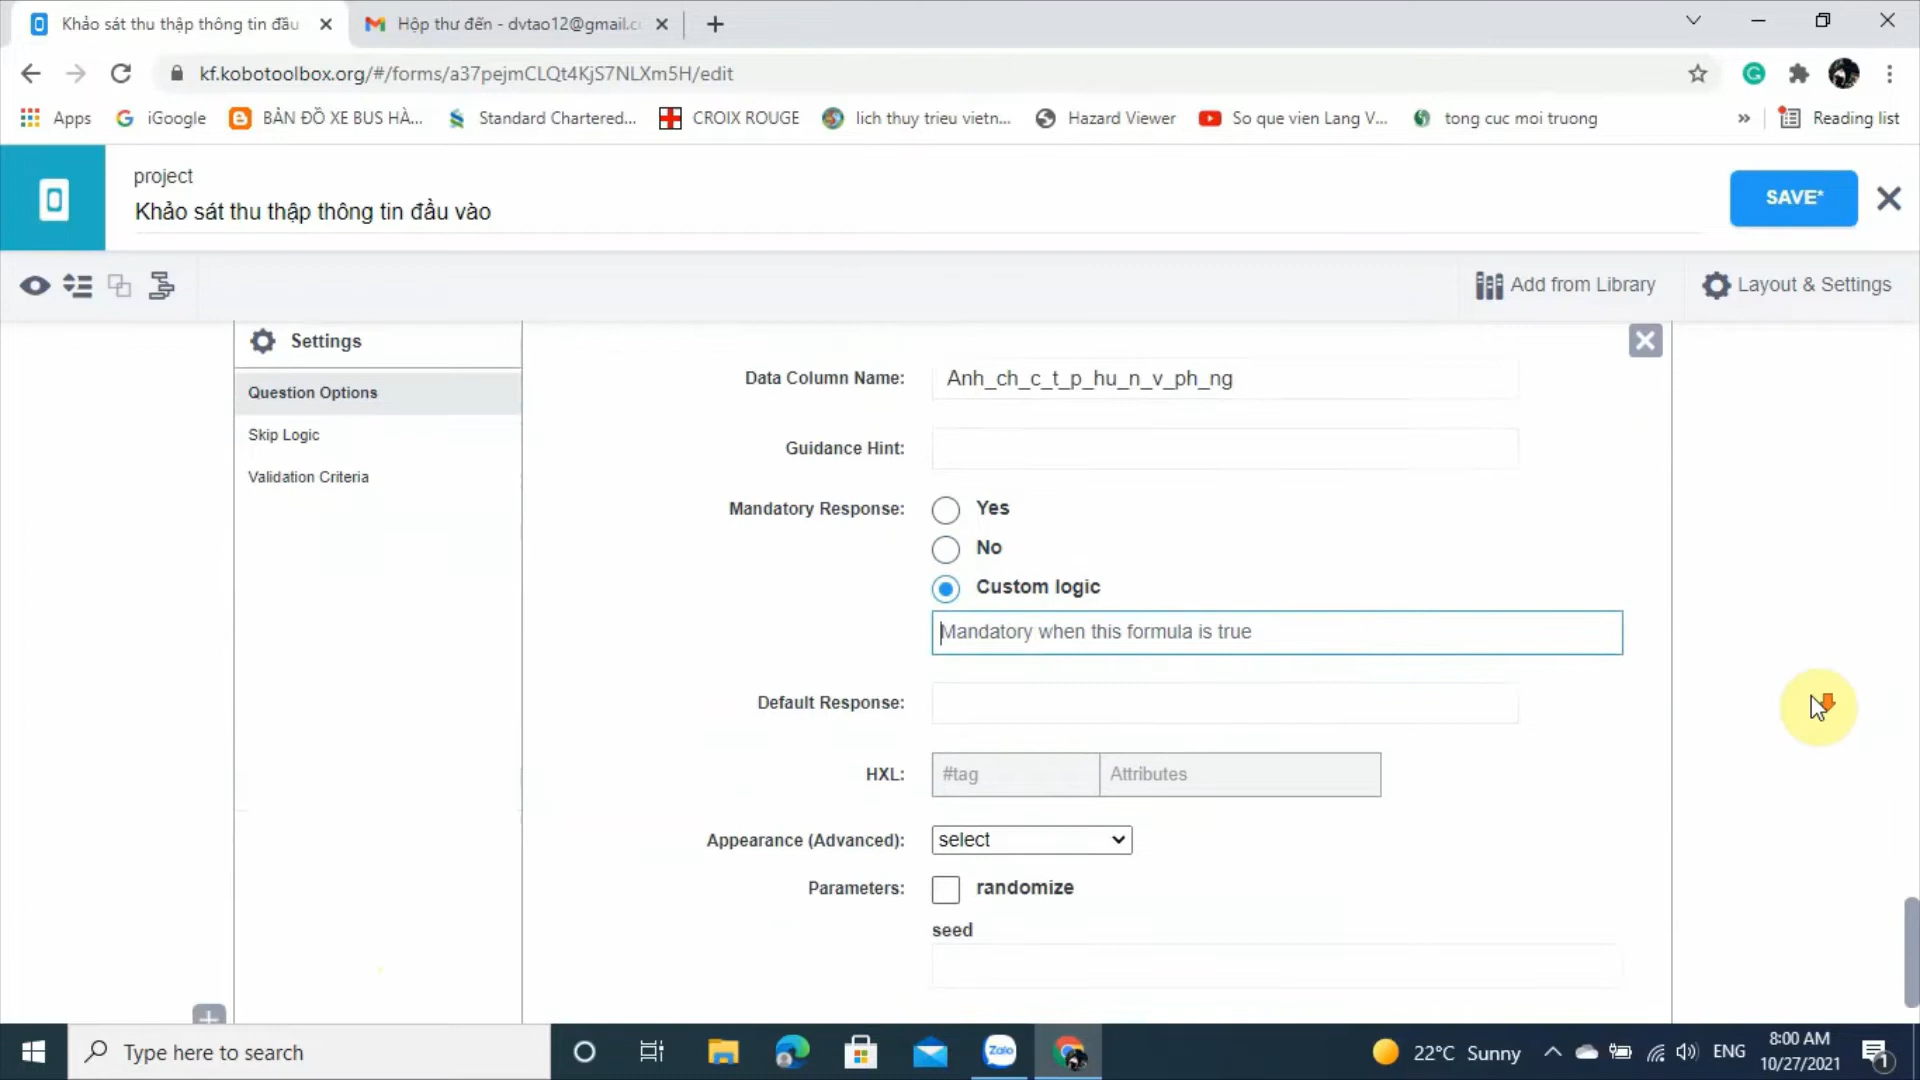 Khảo sát thu thập thông tin đầu
Hộp thư đến - dvtao12@gmail.c
kf.kobotoolbox.org/#/forms/a37pejmCLQt4KjS7NLXm5H/edit
Apps
iGoogle
BẢN ĐỒ XE BUS HÀ...
Standard Chartered...
CROIX ROUGE
lich thuy trieu vietn...
Hazard Viewer
So que vien Lang V...
tong cuc moi truong
»
Reading list
project
Khảo sát thu thập thông tin đầu vào
SAVE*
Add from Library
Layout & Settings
Settings
Question Options
Skip Logic
Validation Criteria
Data Column Name:
Anh_ch_c_t_p_hu_n_v_ph_ng
Guidance Hint:
Mandatory Response:
Yes
No
Custom logic
Mandatory when this formula is true
Default Response:
HXL:
#tag
Attributes
Appearance (Advanced):
select
Parameters:
randomize
seed
Type here to search
Zalo
22°C Sunny
ENG
8:00 AM
10/27/2021
1